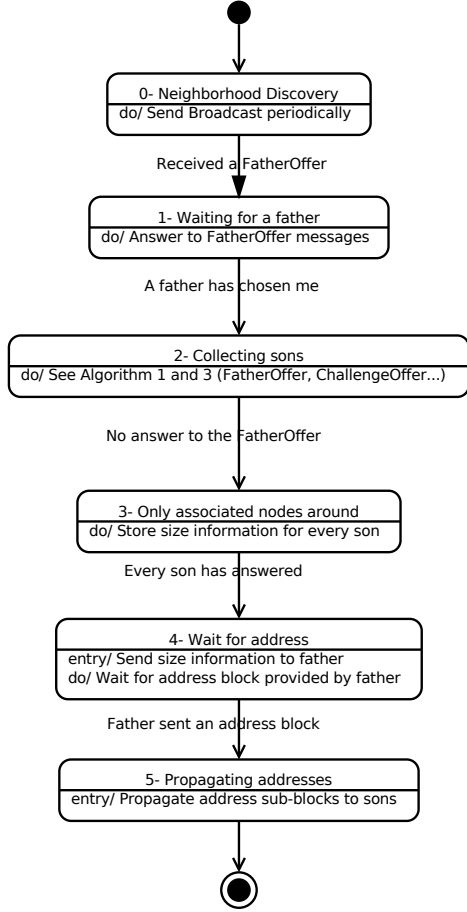 0- Neighborhood Discovery
do/ Send Broadcast periodically
Received a FatherOffer
1- Waiting for a father
do/ Answer to FatherOffer messages
A father has chosen me
2- Collecting sons
do/ See Algorithm 1 and 3 (FatherOffer, ChallengeOffer...)
No answer to the FatherOffer
3- Only associated nodes around
do/ Store size information for every son
Every son has answered
4- Wait for address
entry/ Send size information to father
do/ Wait for address block provided by father
Father sent an address block
5- Propagating addresses
entry/ Propagate address sub-blocks to sons